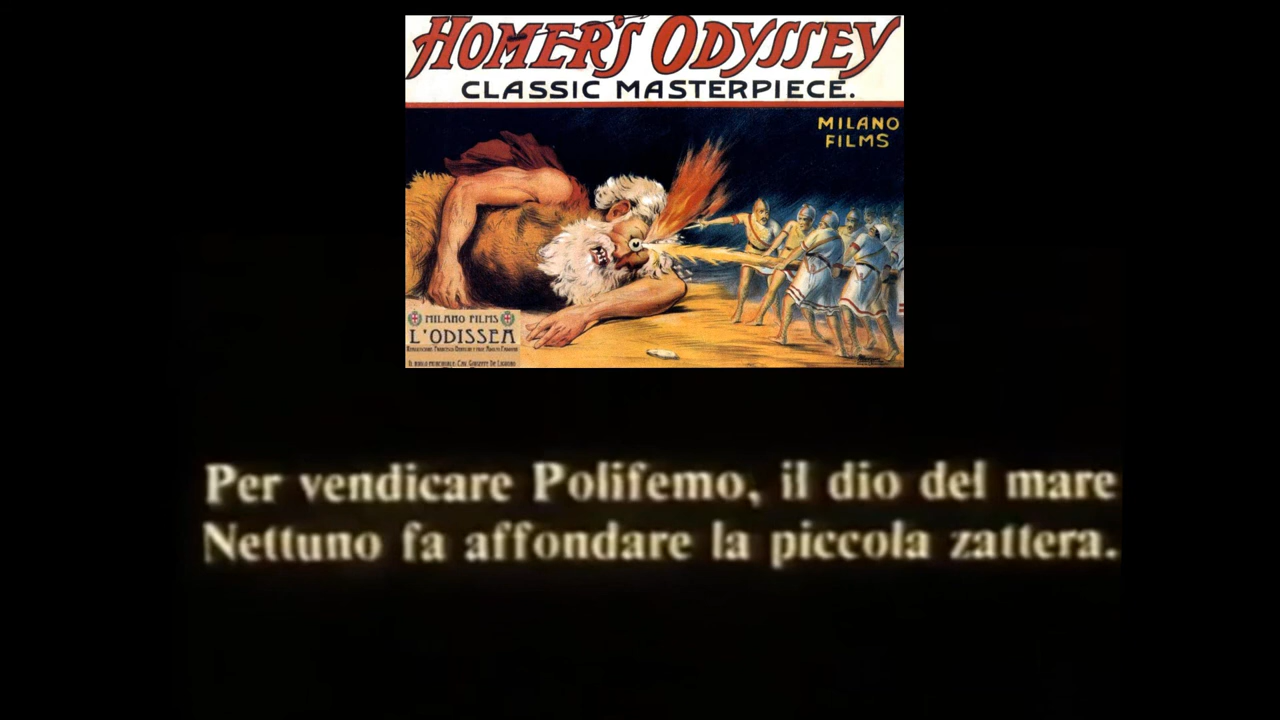 HOMER'S ODYSSEY
CLASSIC MASTERPIECE.
MILANO
FILMS
MILANO FILMS
L'ODISSEA
Per vendicare Polifemo, il dio del mare
Nettuno fa affondare la piccola zattera.